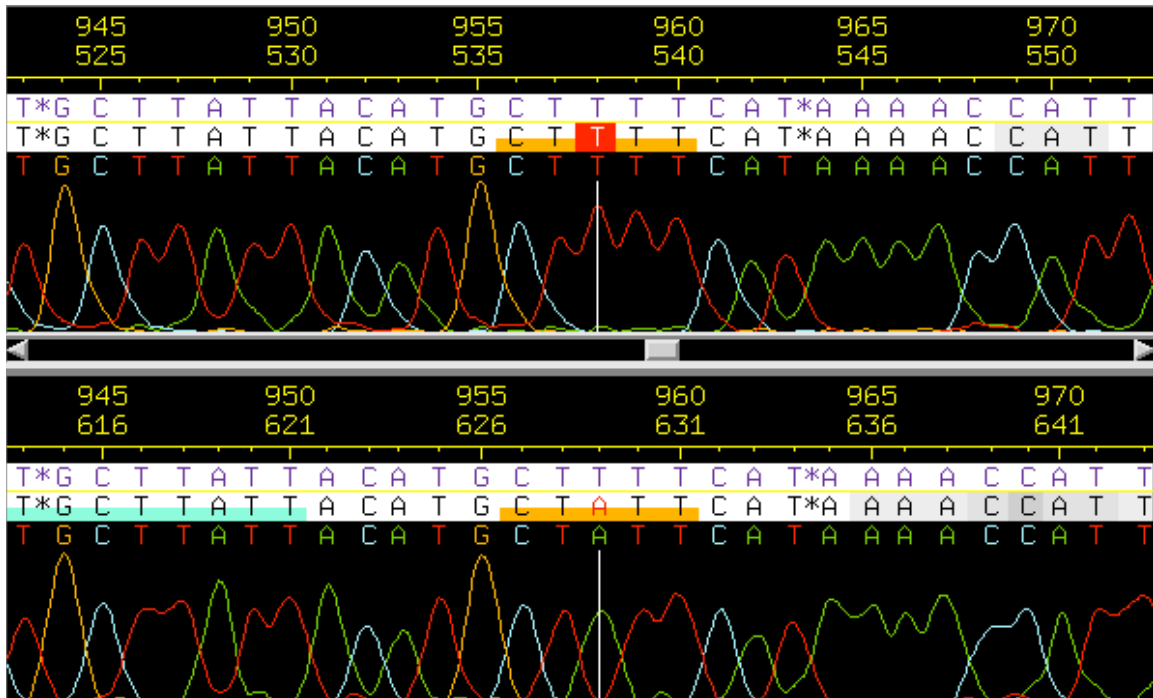 945 950 955 960 965 970
525 530 535 540 545 550
T*G C T T A T T A C A T G C T T T T C A T*A A A A C C A T T
T*G C T T A T T A C A T G C T T T T C A T*A A A A C C A T T
T G C T T A T T A C A T G C T T T T C A T A A A A C C A T T
945 950 955 960 965 970
616 621 626 631 636 641
T*G C T T A T T A C A T G C T T T T C A T*A A A A C C A T T
T*G C T T A T T A C A T G C T A T T C A T*A A A A C C A T T
T G C T T A T T A C A T G C T A T T C A T A A A A C C A T T